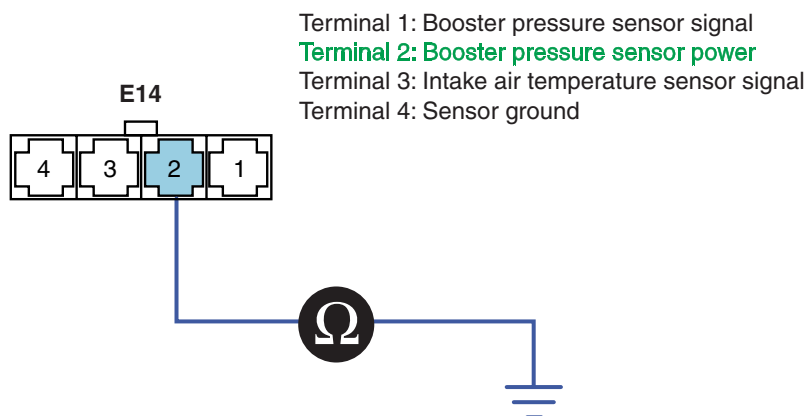 Terminal 1: Booster pressure sensor signal
Terminal 2: Booster pressure sensor power
Terminal 3: Intake air temperature sensor signal
Terminal 4: Sensor ground
E14
4 3 2 1
Ω